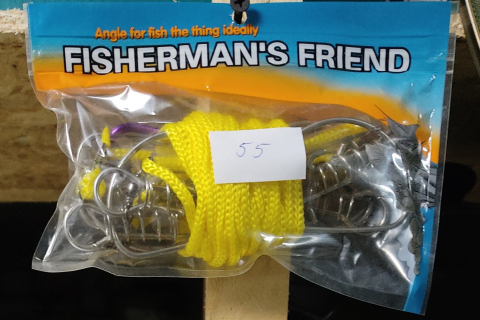 Angle for fish the thing ideally
FISHERMAN'S FRIEND
55